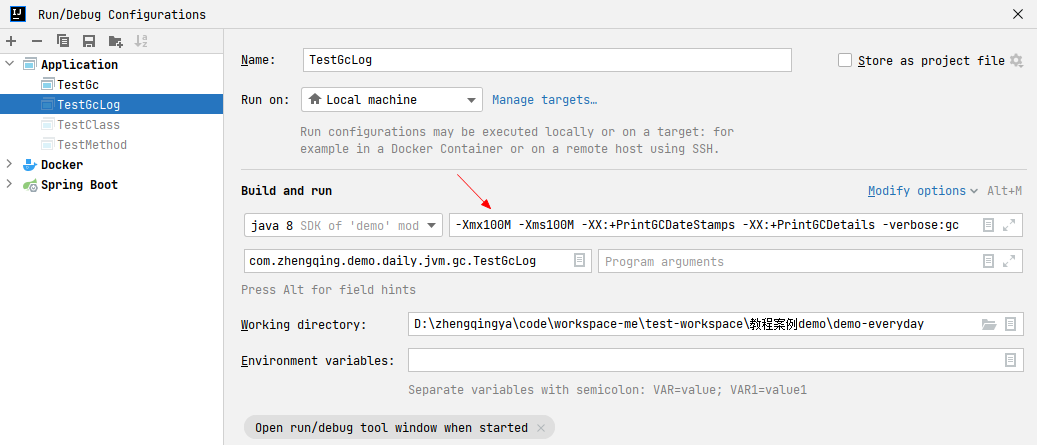 Run/Debug Configurations
Application
TestGc
TestGcLog
TestClass
TestMethod
Docker
Spring Boot
Name: TestGcLog Store as project file
Run on: Local machine Manage targets…
Run configurations may be executed locally or on a target: for
example in a Docker Container or on a remote host using SSH.
Build and run Modify options Alt+M
java 8 SDK of 'demo' mod -Xmx100M -Xms100M -XX:+PrintGCDateStamps -XX:+PrintGCDetails -verbose:gc
com.zhengqing.demo.daily.jvm.gc.TestGcLog Program arguments
Press Alt for field hints
Working directory: D:\zhengqingya\code\workspace-me\test-workspace\教程案例demo\demo-everyday
Environment variables:
Separate variables with semicolon: VAR=value; VAR1=value1
Open run/debug tool window when started